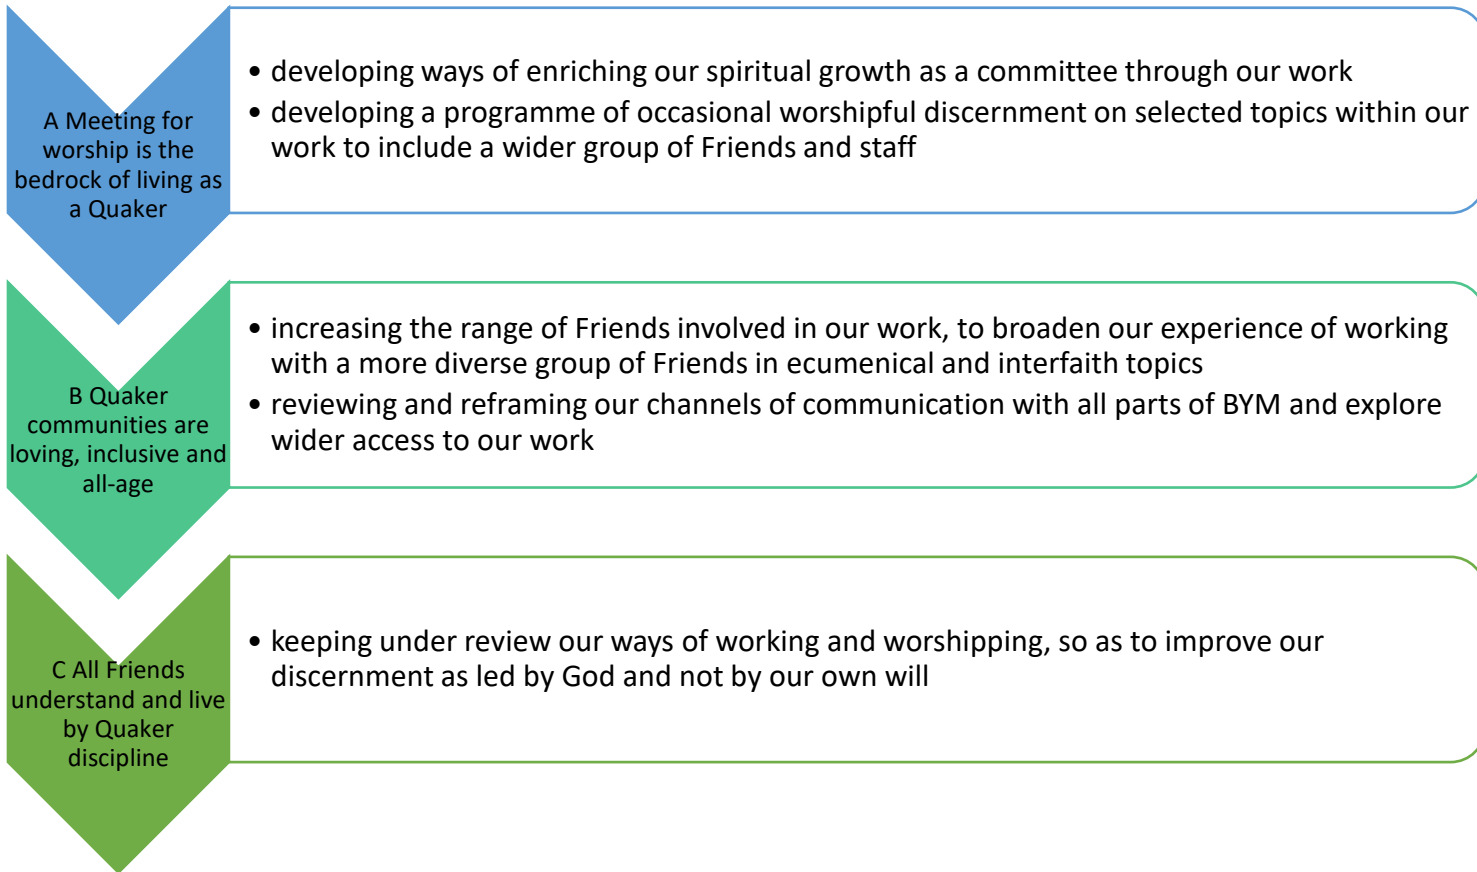 A Meeting for
worship is the
bedrock of living as
a Quaker
• developing ways of enriching our spiritual growth as a committee through our work
• developing a programme of occasional worshipful discernment on selected topics within our
work to include a wider group of Friends and staff
B Quaker
communities are
loving, inclusive and
all-age
• increasing the range of Friends involved in our work, to broaden our experience of working
with a more diverse group of Friends in ecumenical and interfaith topics
• reviewing and reframing our channels of communication with all parts of BYM and explore
wider access to our work
C All Friends
understand and live
by Quaker
discipline
• keeping under review our ways of working and worshipping, so as to improve our
discernment as led by God and not by our own will